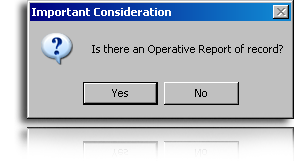 Important Consideration
Is there an Operative Report of record?
Yes No